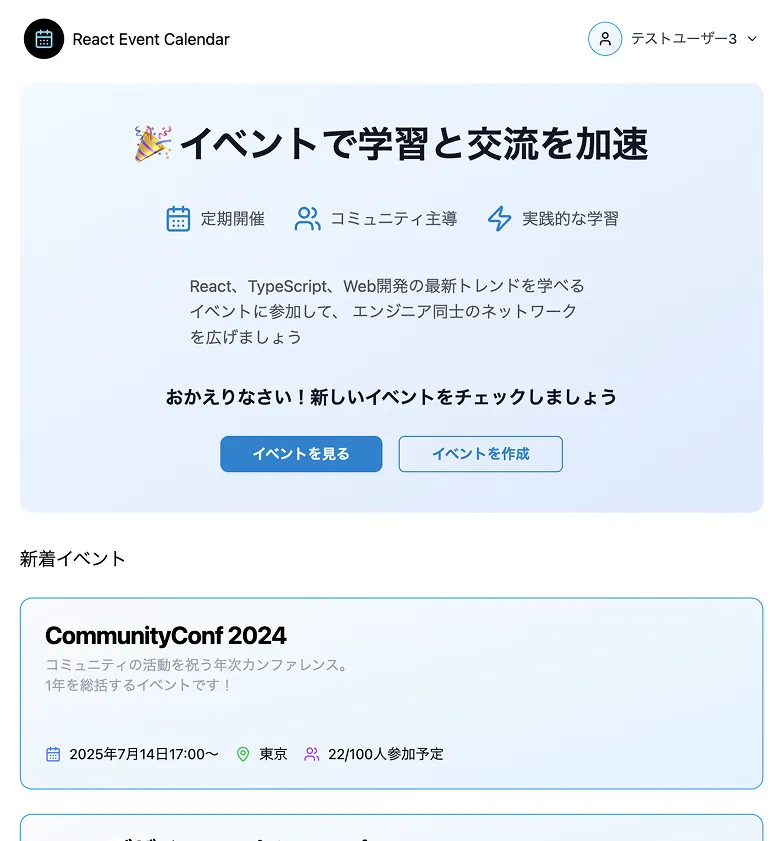 React Event Calendar
テストユーザー3
イベントで学習と交流を加速
定期開催
コミュニティ主導
実践的な学習
React、TypeScript、Web開発の最新トレンドを学べる
イベントに参加して、 エンジニア同士のネットワーク
を広げましょう
おかえりなさい！新しいイベントをチェックしましょう
イベントを見る
イベントを作成
新着イベント
CommunityConf 2024
コミュニティの活動を祝う年次カンファレンス。
1年を総括するイベントです！
2025年7月14日17:00〜
東京
22/100人参加予定